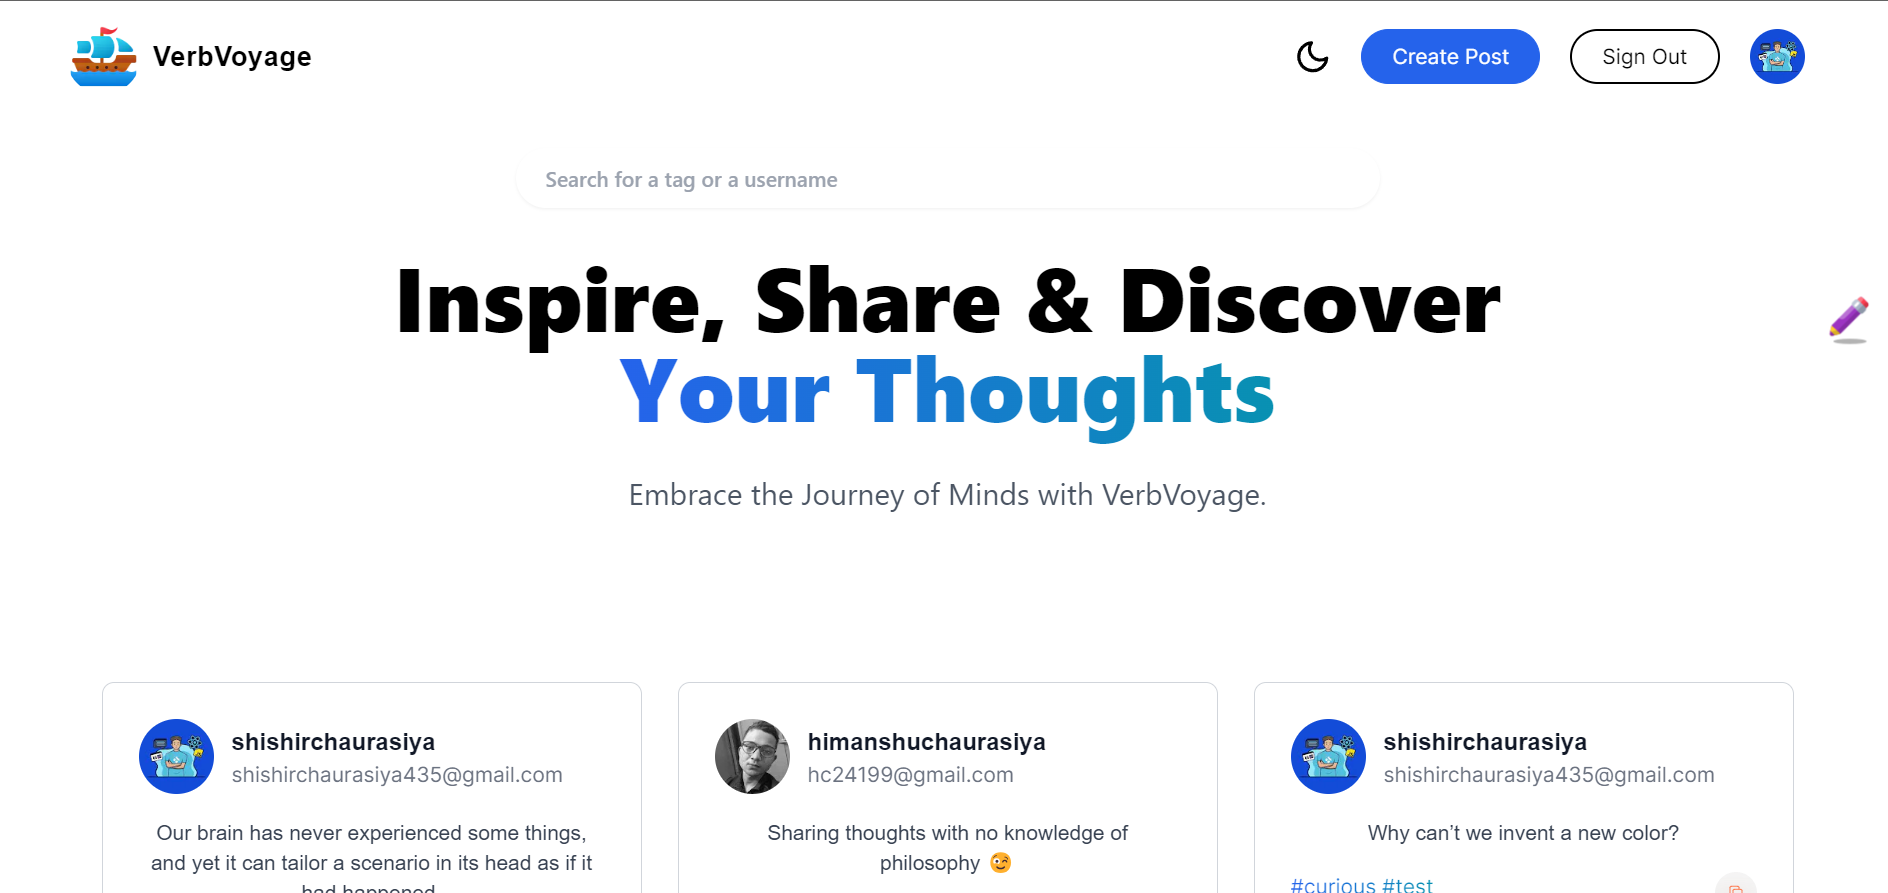 VerbVoyage
Create Post
Sign Out
Search for a tag or a username
Inspire, Share & Discover
Your Thoughts
Embrace the Journey of Minds with VerbVoyage.
shishirchaurasiya
shishirchaurasiya435@gmail.com
Our brain has never experienced some things,
and yet it can tailor a scenario in its head as if it
had happened.
himanshuchaurasiya
hc24199@gmail.com
Sharing thoughts with no knowledge of
philosophy 😉
shishirchaurasiya
shishirchaurasiya435@gmail.com
Why can’t we invent a new color?
#curious #test